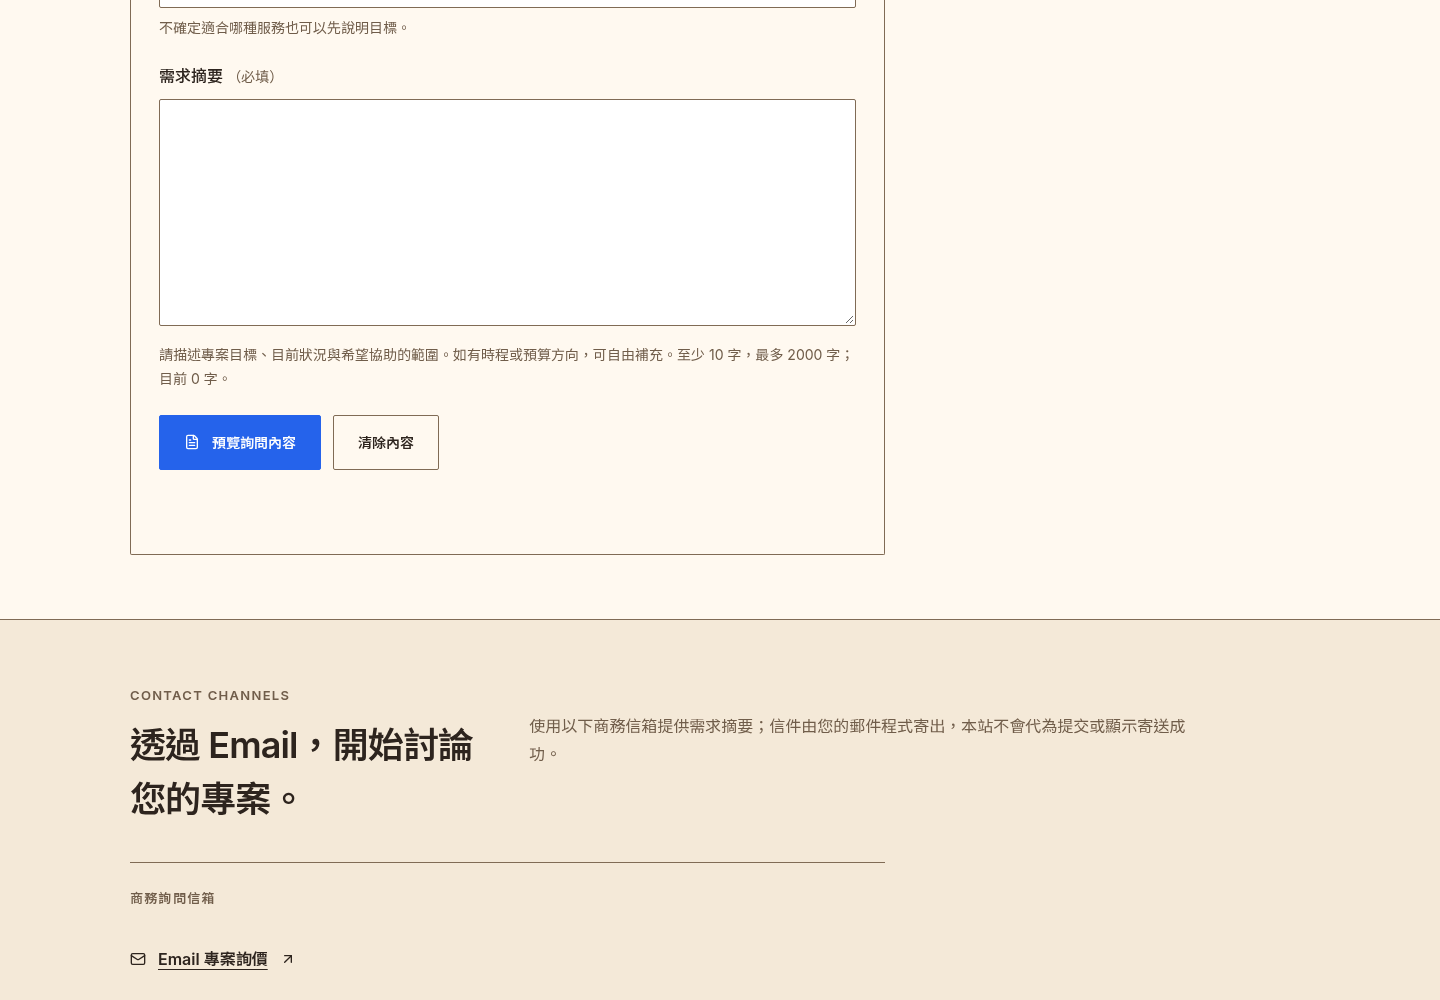 不確定適合哪種服務也可以先說明目標。
需求摘要 （必填）
請描述專案目標、目前狀況與希望協助的範圍。如有時程或預算方向，可自由補充。至少 10 字，最多 2000 字；
目前 0 字。
預覽詢問內容
清除內容
CONTACT CHANNELS
透過 Email，開始討論
您的專案。
使用以下商務信箱提供需求摘要；信件由您的郵件程式寄出，本站不會代為提交或顯示寄送成
功。
商務詢問信箱
Email 專案詢價